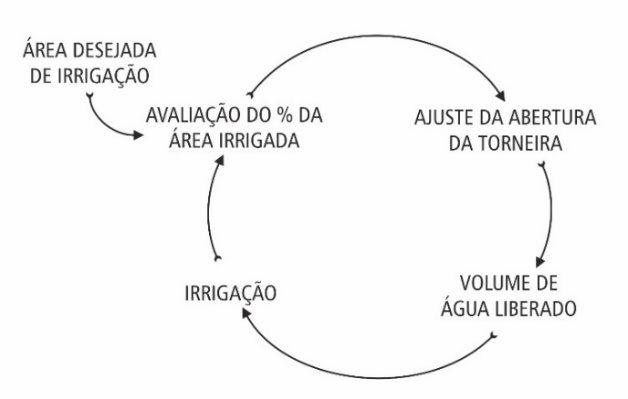 ÁREA DESEJADA
DE IRRIGAÇÃO
AVALIAÇÃO DO % DA
ÁREA IRRIGADA
AJUSTE DA ABERTURA
DA TORNEIRA
VOLUME DE
ÁGUA LIBERADO
IRRIGAÇÃO